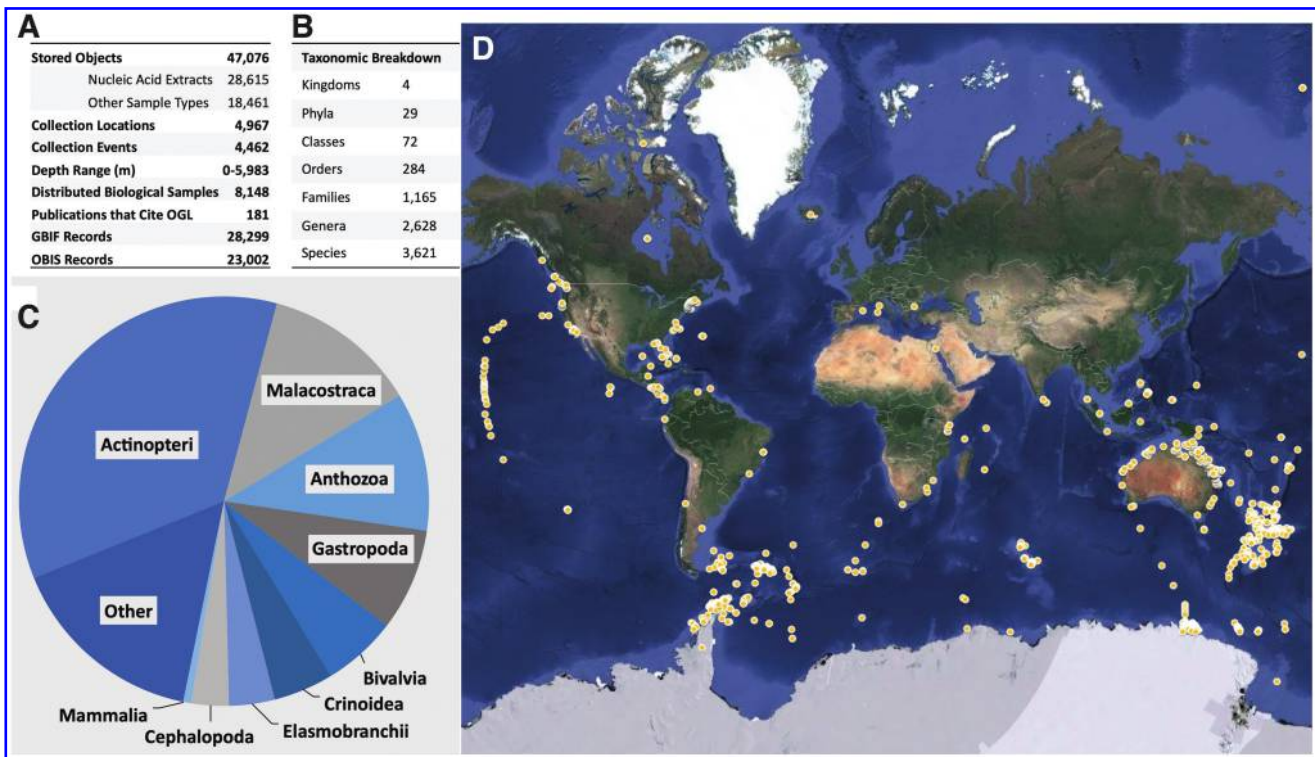 A
Stored Objects 47,076
Nucleic Acid Extracts 28,615
Other Sample Types 18,461
Collection Locations 4,967
Collection Events 4,462
Depth Range (m) 0-5,983
Distributed Biological Samples 8,148
Publications that Cite OGL 181
GBIF Records 28,299
OBIS Records 23,002
B
Taxonomic Breakdown
Kingdoms 4
Phyla 29
Classes 72
Orders 284
Families 1,165
Genera 2,628
Species 3,621
C
Malacostraca
Actinopteri
Anthozoa
Gastropoda
Other
Bivalvia
Crinoidea
Mammalia
Elasmobranchii
Cephalopoda
D